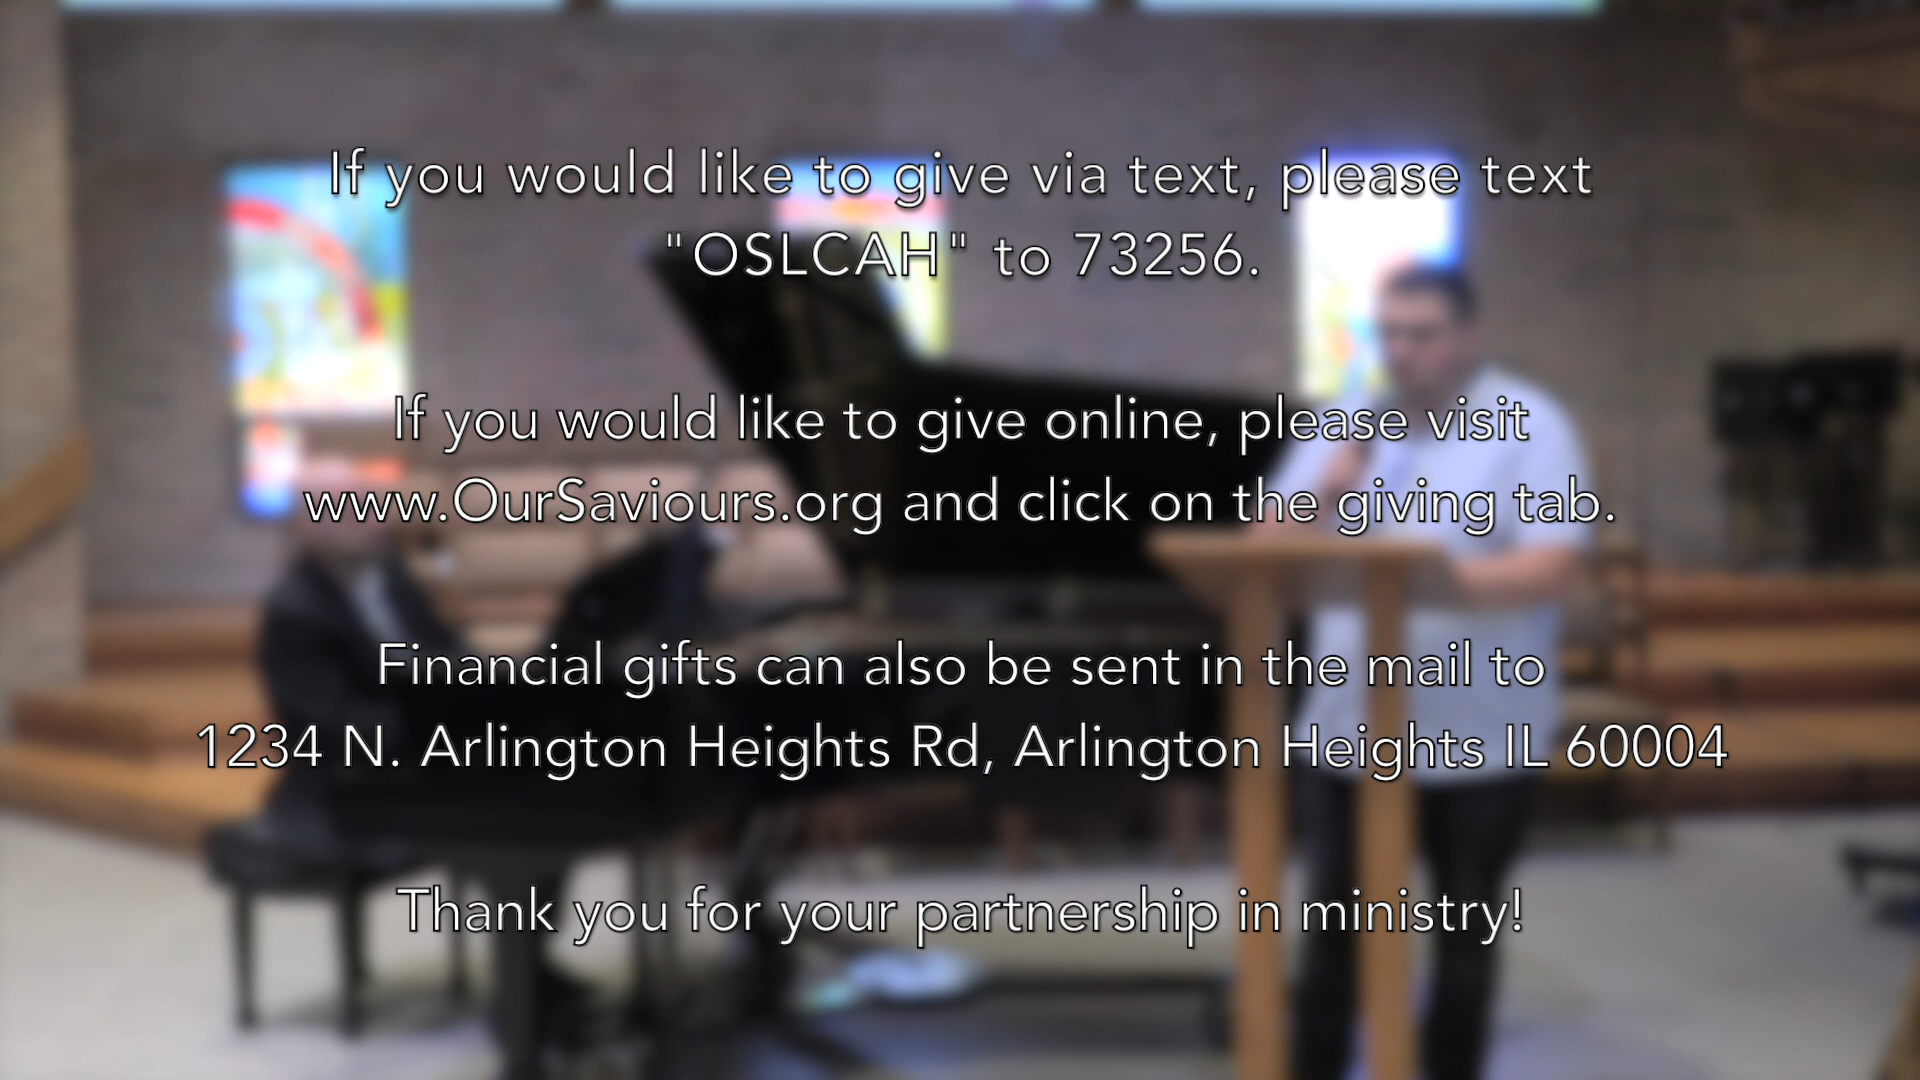 If you would like to give via text, please text
"OSLCAH" to 73256.
If you would like to give online, please visit
www.OurSaviours.org and click on the giving tab.
Financial gifts can also be sent in the mail to
1234 N. Arlington Heights Rd, Arlington Heights IL 60004
Thank you for your partnership in ministry!